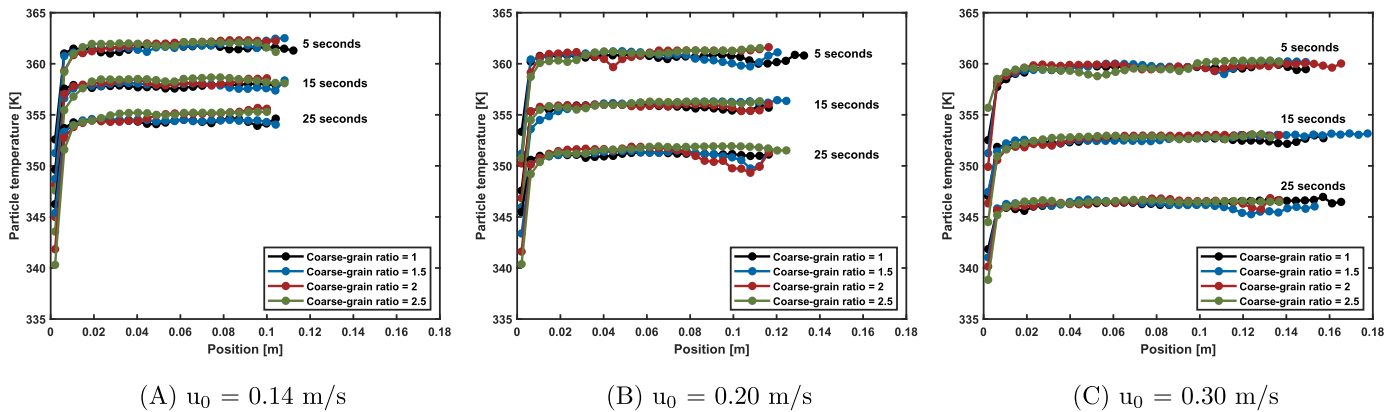 365
360
355
350
345
340
335
Particle temperature [K]
0
0.02
0.04
0.06
0.08
0.1
0.12
0.14
0.16
0.18
Position [m]
5 seconds
15 seconds
25 seconds
Coarse-grain ratio = 1
Coarse-grain ratio = 1.5
Coarse-grain ratio = 2
Coarse-grain ratio = 2.5
(A) u₀ = 0.14 m/s
365
360
355
350
345
340
335
Particle temperature [K]
0
0.02
0.04
0.06
0.08
0.1
0.12
0.14
0.16
0.18
Position [m]
5 seconds
15 seconds
25 seconds
Coarse-grain ratio = 1
Coarse-grain ratio = 1.5
Coarse-grain ratio = 2
Coarse-grain ratio = 2.5
(B) u₀ = 0.20 m/s
365
360
355
350
345
340
335
Particle temperature [K]
0
0.02
0.04
0.06
0.08
0.1
0.12
0.14
0.16
0.18
Position [m]
5 seconds
15 seconds
25 seconds
Coarse-grain ratio = 1
Coarse-grain ratio = 1.5
Coarse-grain ratio = 2
Coarse-grain ratio = 2.5
(C) u₀ = 0.30 m/s